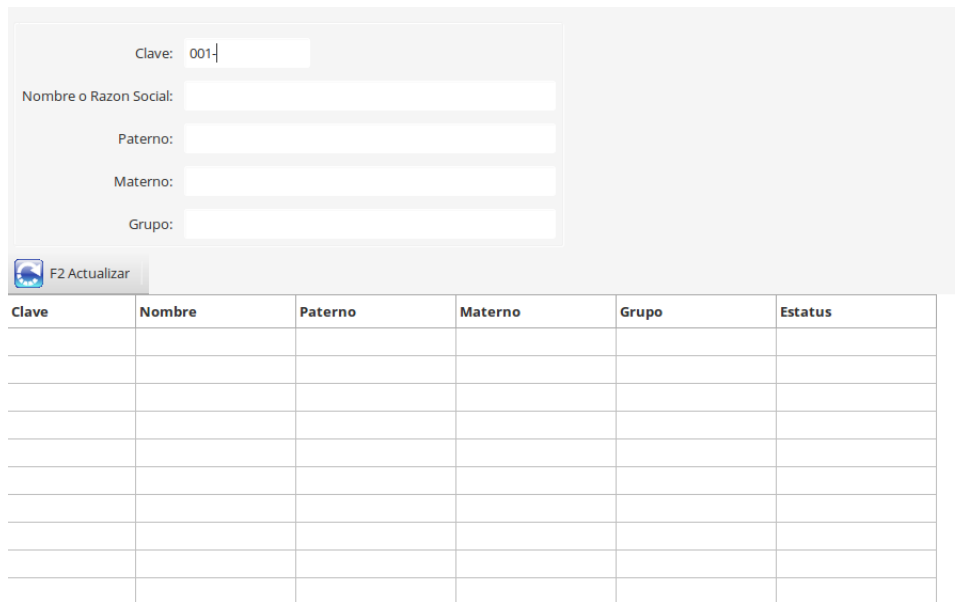 Clave: 001-
Nombre o Razon Social:
Paterno:
Materno:
Grupo:
F2 Actualizar
Clave Nombre Paterno Materno Grupo Estatus